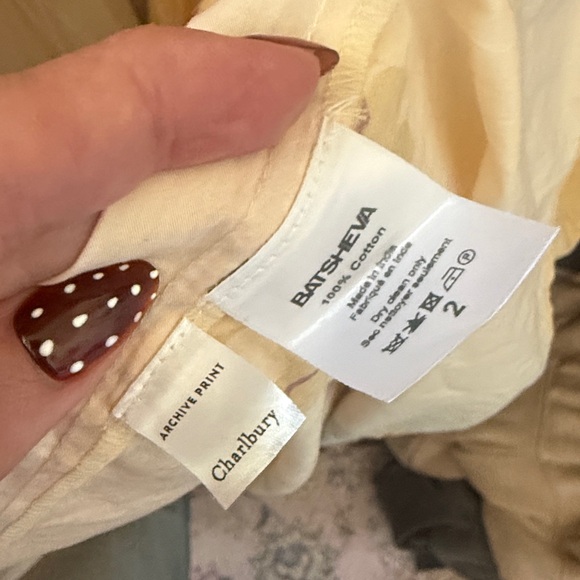 BATSHEVA
100% Cotton
Made in India
Fabriqué en Inde
Dry clean only
Sec nettoyer seulement
P
2
ARCHIVE PRINT
Charlbury